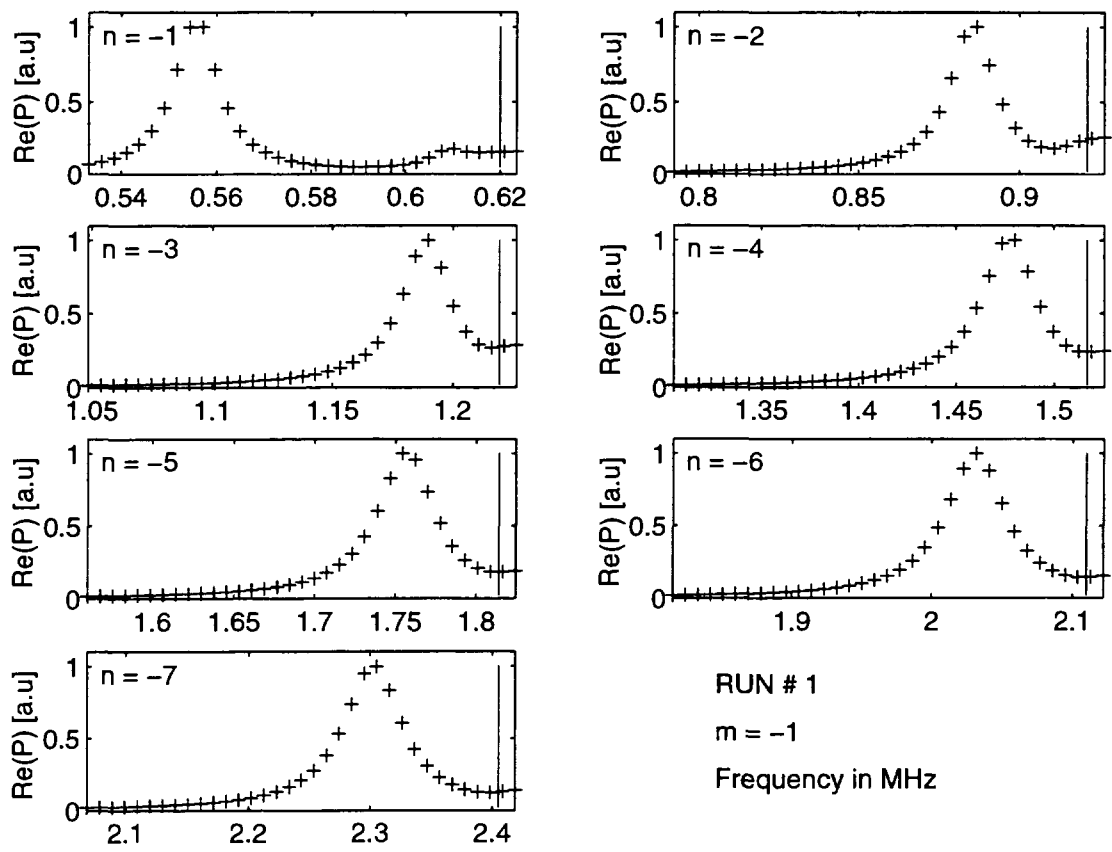 n = −1
Re(P) [a.u]
1
0.5
0
0.54 0.56 0.58 0.6 0.62
n = −2
Re(P) [a.u]
1
0.5
0
0.8 0.85 0.9
n = −3
Re(P) [a.u]
1
0.5
0
1.05 1.1 1.15 1.2
n = −4
Re(P) [a.u]
1
0.5
0
1.35 1.4 1.45 1.5
n = −5
Re(P) [a.u]
1
0.5
0
1.6 1.65 1.7 1.75 1.8
n = −6
Re(P) [a.u]
1
0.5
0
1.9 2 2.1
n = −7
Re(P) [a.u]
1
0.5
0
2.1 2.2 2.3 2.4
RUN # 1
m = −1
Frequency in MHz